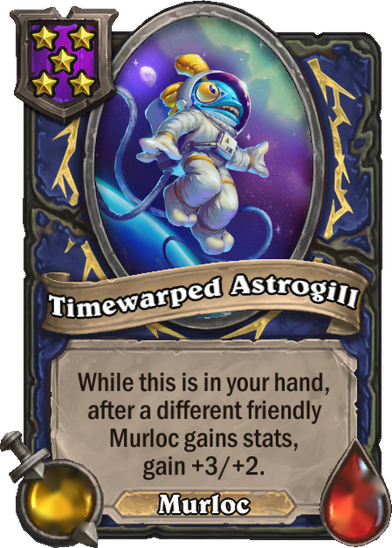 Timewarped Astrogill
While this is in your hand,
after a different friendly
Murloc gains stats,
gain +3/+2.
Murloc